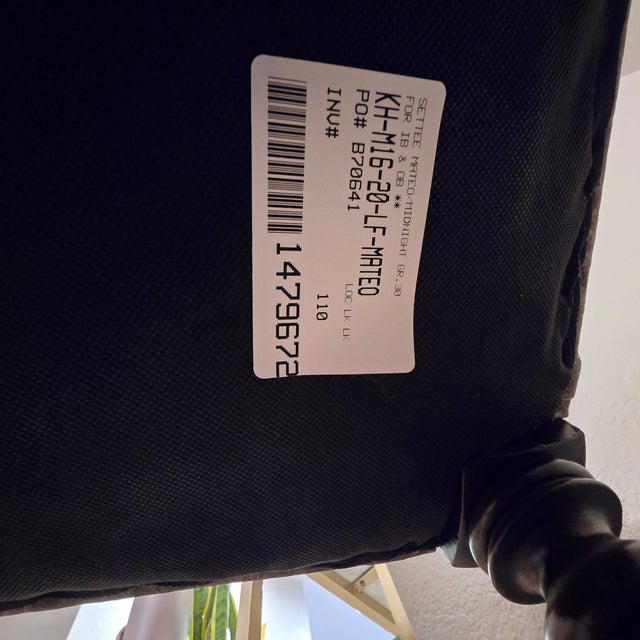 SETTEE MATEO/MIDNIGHT GR.30
FOR IB & OB **
KH-M16-20-LF-MATEO
PO# B70641
LOC LK LK
INV#
110
1479672